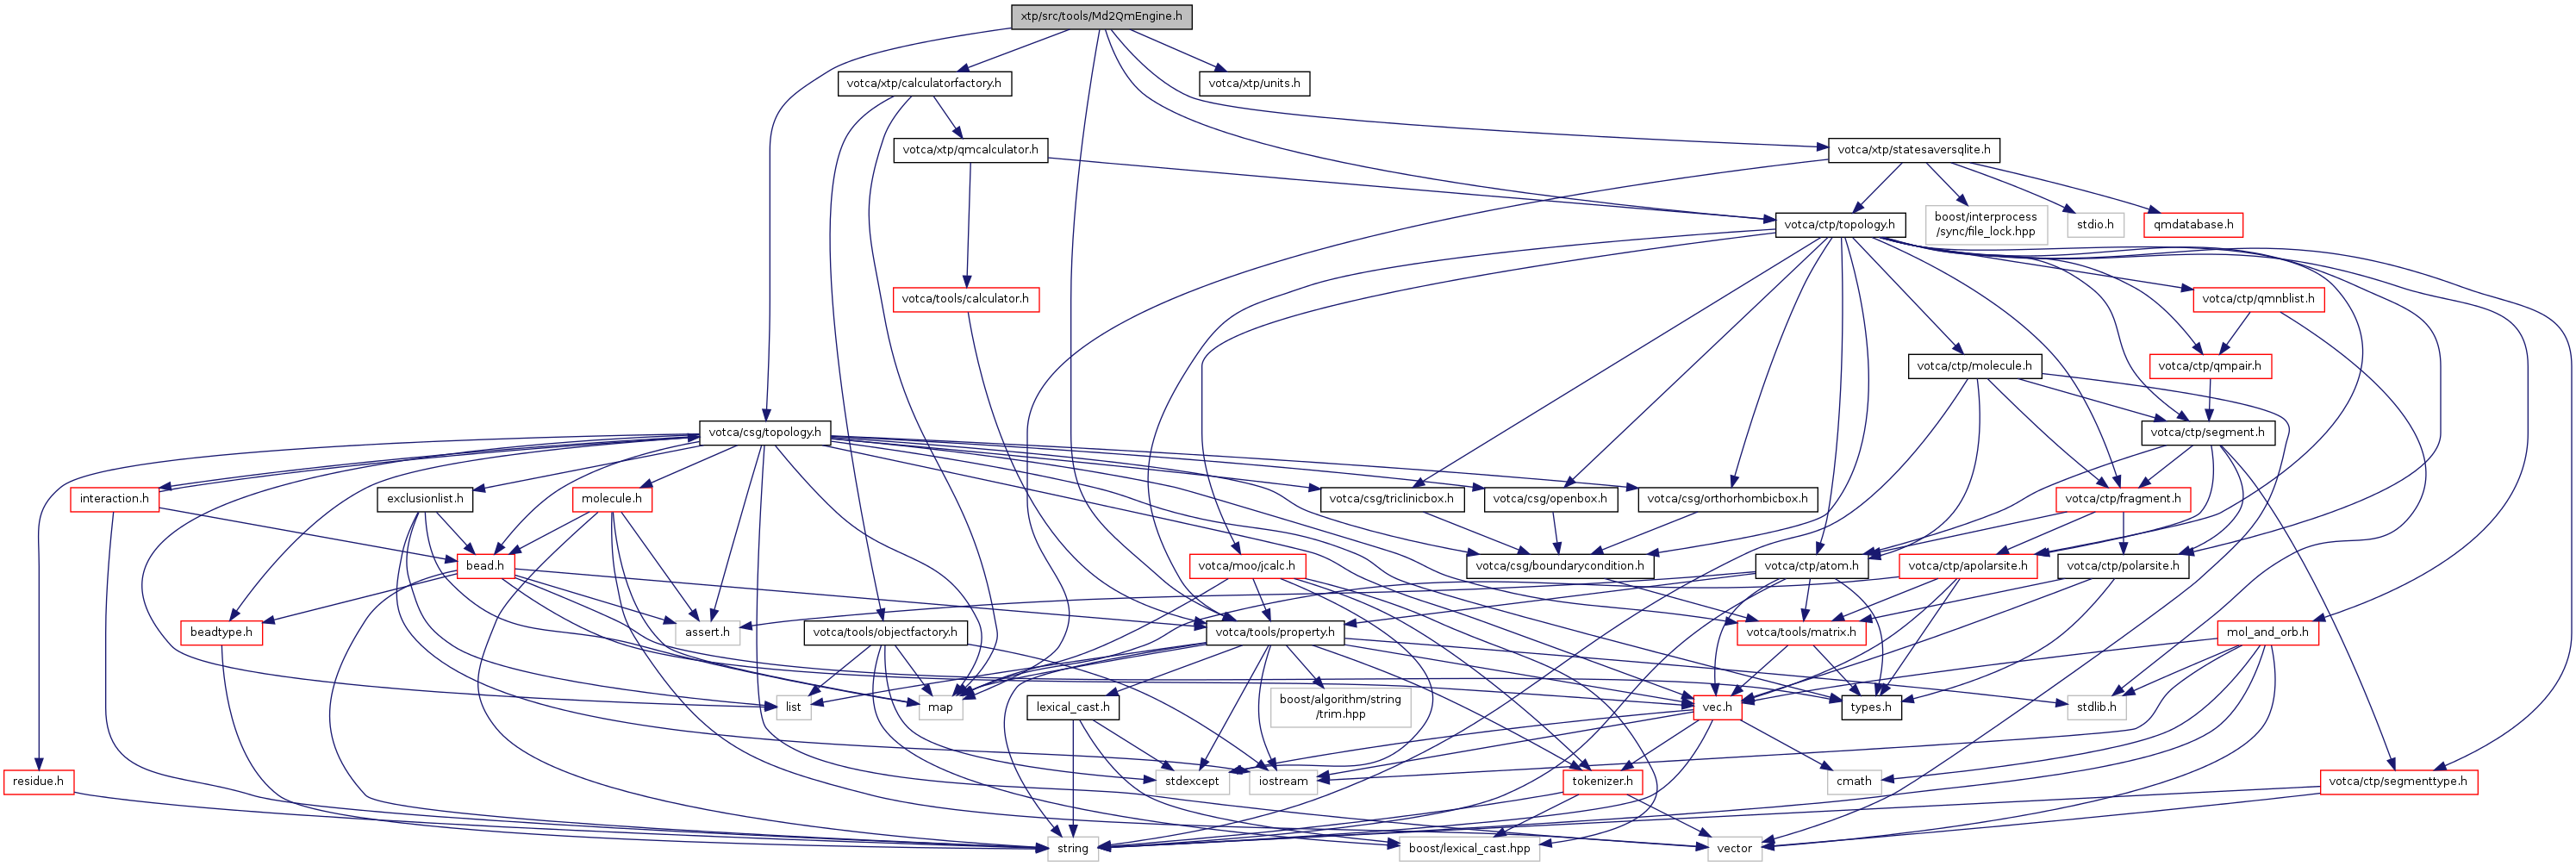 xtp/src/tools/Md2QmEngine.h
votca/xtp/calculatorfactory.h
votca/xtp/units.h
votca/xtp/qmcalculator.h
votca/xtp/statesaversqlite.h
votca/ctp/topology.h
boost/interprocess
/sync/file_lock.hpp
stdio.h
qmdatabase.h
votca/tools/calculator.h
votca/ctp/qmnblist.h
votca/ctp/molecule.h
votca/ctp/qmpair.h
votca/csg/topology.h
votca/ctp/segment.h
interaction.h
exclusionlist.h
molecule.h
votca/csg/triclinicbox.h
votca/csg/openbox.h
votca/csg/orthorhombicbox.h
votca/ctp/fragment.h
bead.h
votca/moo/jcalc.h
votca/csg/boundarycondition.h
votca/ctp/atom.h
votca/ctp/apolarsite.h
votca/ctp/polarsite.h
beadtype.h
assert.h
votca/tools/objectfactory.h
votca/tools/property.h
votca/tools/matrix.h
mol_and_orb.h
list
map
lexical_cast.h
boost/algorithm/string
/trim.hpp
vec.h
types.h
stdlib.h
residue.h
stdexcept
iostream
tokenizer.h
cmath
votca/ctp/segmenttype.h
string
boost/lexical_cast.hpp
vector